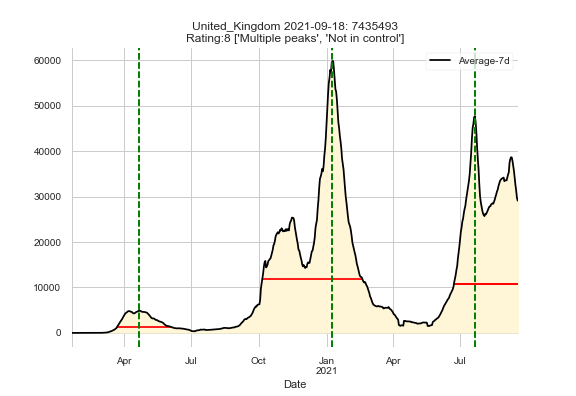 United_Kingdom 2021-09-18: 7435493
Rating:8 ['Multiple peaks', 'Not in control']
Average-7d
60000
50000
40000
30000
20000
10000
0
Apr Jul Oct Jan Apr Jul
2021
Date